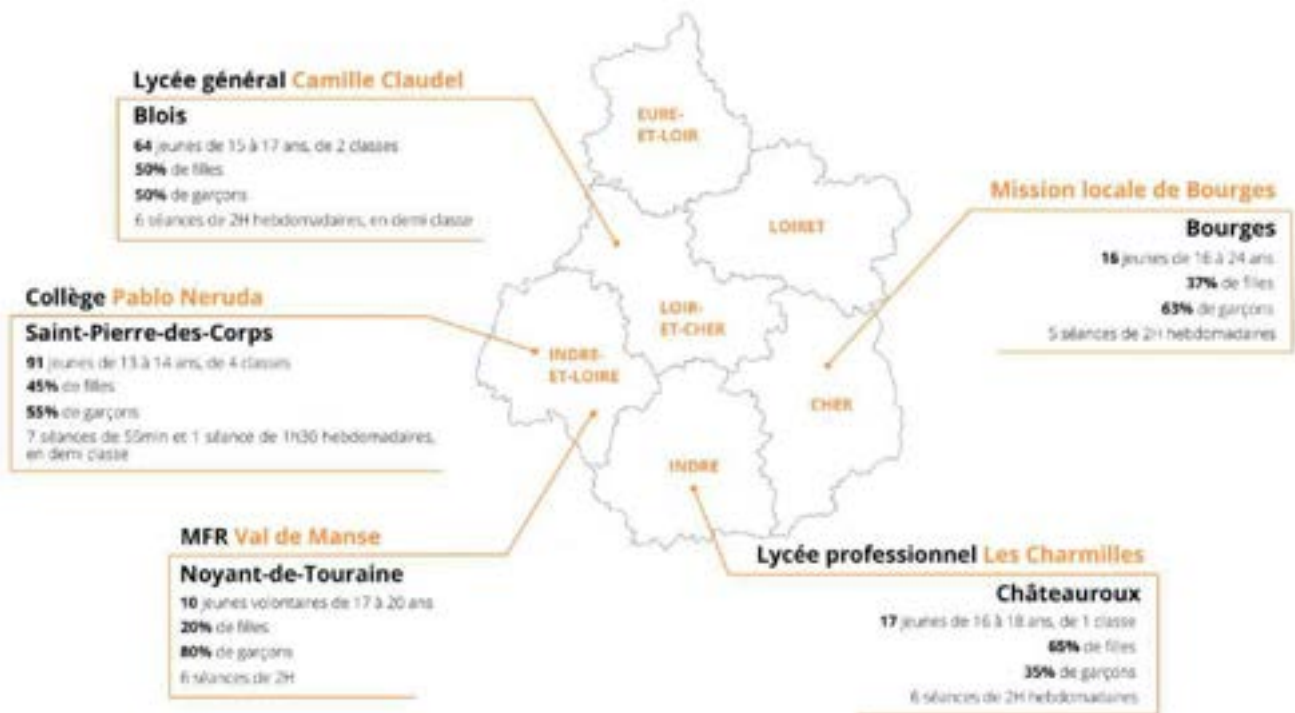 Lycée général Camille Claudel
Blois
64 jeunes de 15 à 17 ans, de 2 classes
50% de filles
50% de garçons
6 séances de 2H hebdomadaires, en demi classe
Collège Pablo Neruda
Saint-Pierre-des-Corps
91 jeunes de 13 à 14 ans, de 4 classes
45% de filles
55% de garçons
7 séances de 55min et 1 séance de 1h30 hebdomadaires,
en demi classe
MFR Val de Manse
Noyant-de-Touraine
10 jeunes volontaires de 17 à 20 ans
20% de filles
80% de garçons
6 séances de 2H
EURE-
ET-LOIR
LOIRET
LOIR-
ET-CHER
INDRE-
ET-LOIRE
CHER
INDRE
Mission locale de Bourges
Bourges
16 jeunes de 16 à 24 ans
37% de filles
63% de garçons
5 séances de 2H hebdomadaires
Lycée professionnel Les Charmilles
Châteauroux
17 jeunes de 16 à 18 ans, de 1 classe
65% de filles
35% de garçons
6 séances de 2H hebdomadaires